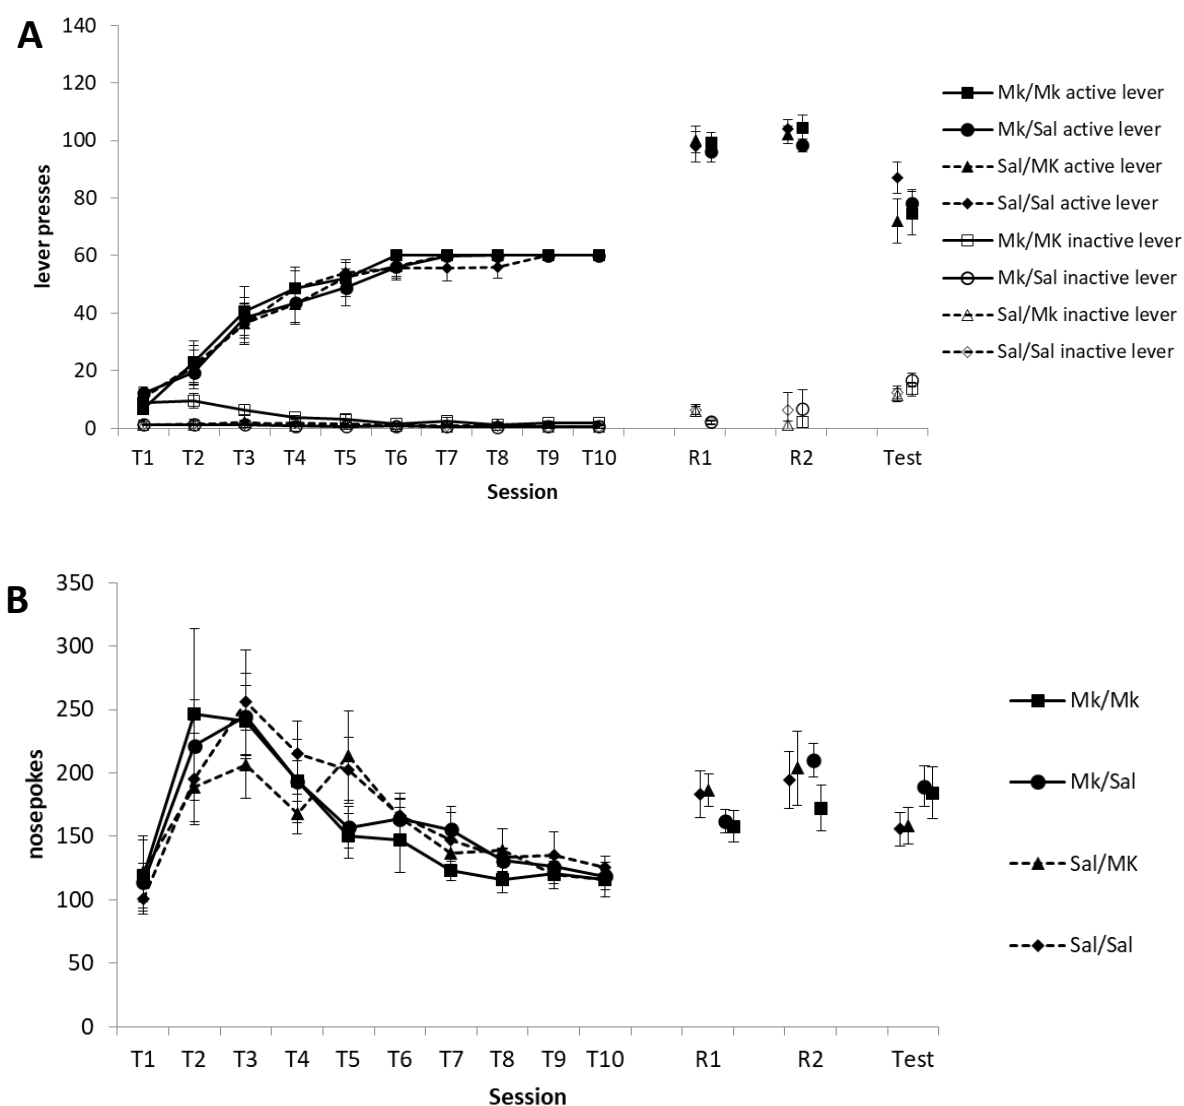 A
140
120
100
80
60
40
20
0
lever presses
T1 T2 T3 T4 T5 T6 T7 T8 T9 T10 R1 R2 Test
Session
Mk/Mk active lever
Mk/Sal active lever
Sal/MK active lever
Sal/Sal active lever
Mk/MK inactive lever
Mk/Sal inactive lever
Sal/Mk inactive lever
Sal/Sal inactive lever
B
350
300
250
200
150
100
50
0
nosepokes
T1 T2 T3 T4 T5 T6 T7 T8 T9 T10 R1 R2 Test
Session
Mk/Mk
Mk/Sal
Sal/MK
Sal/Sal